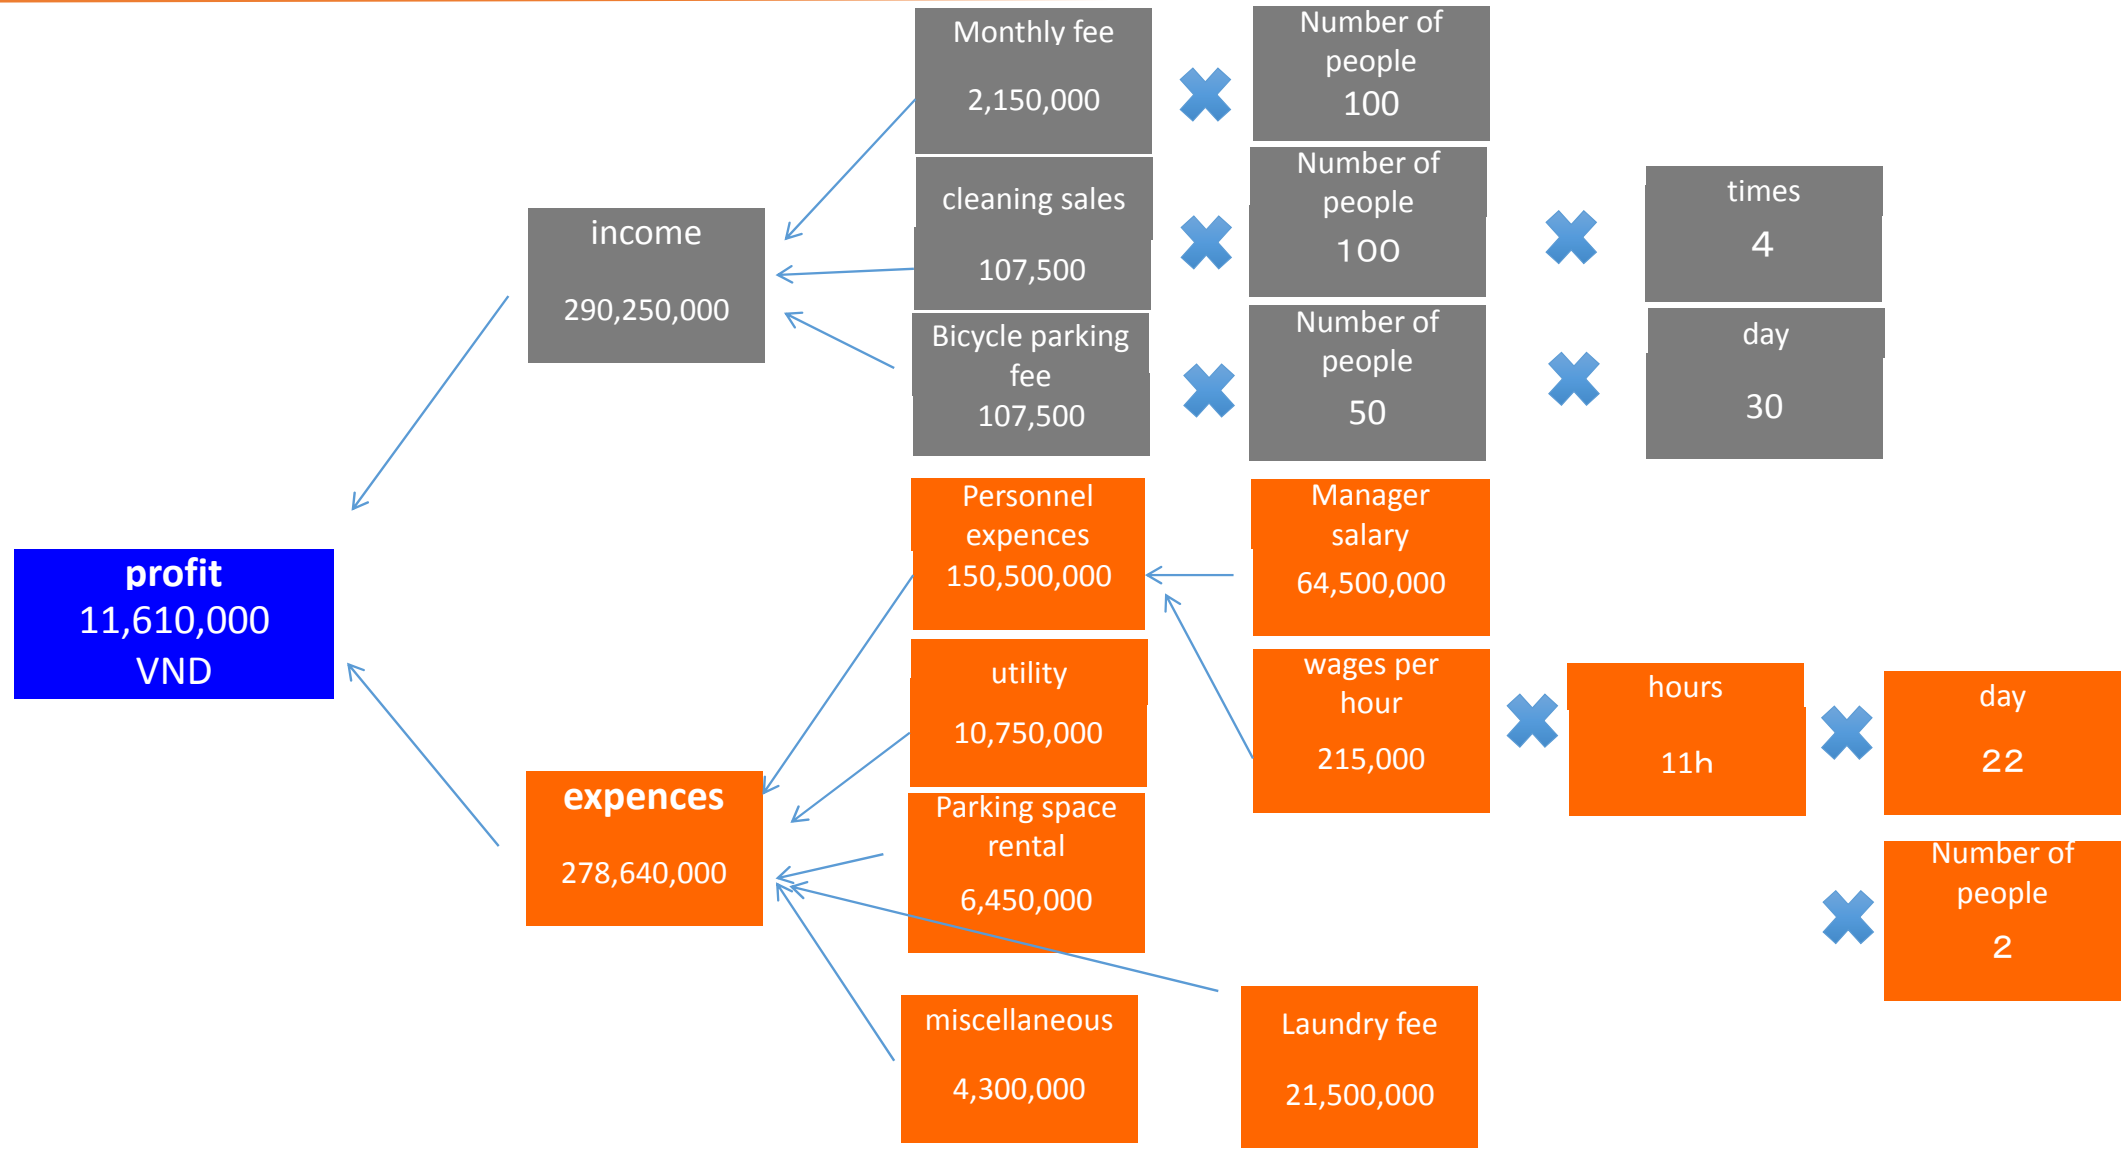 Monthly fee
2,150,000
Number of
people
100
cleaning sales
107,500
Number of
people
100
times
4
Bicycle parking
fee
107,500
Number of
people
50
day
30
income
290,250,000
profit
11,610,000
VND
expences
278,640,000
Personnel
expences
150,500,000
Manager
salary
64,500,000
utility
10,750,000
wages per
hour
215,000
hours
11h
day
22
Parking space
rental
6,450,000
Number of
people
2
miscellaneous
4,300,000
Laundry fee
21,500,000